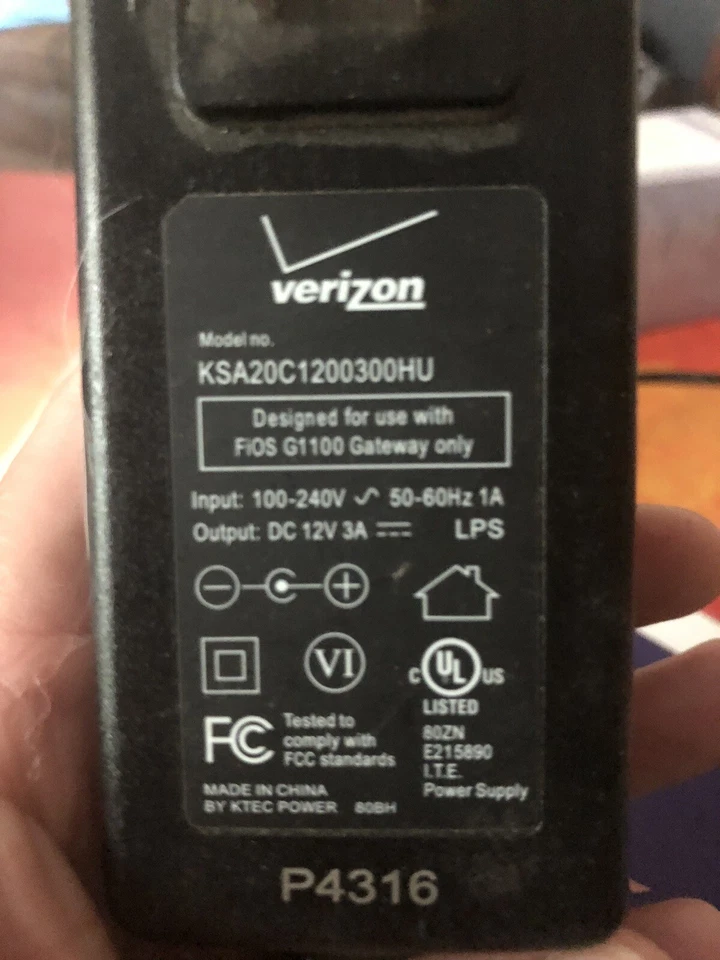 verizon
Model no.
KSA20C1200300HU
Designed for use with
FiOS G1100 Gateway only
Input: 100-240V ∿ 50-60Hz 1A
Output: DC 12V 3A ⎓ LPS
VI
c UL us
LISTED
FC Tested to
comply with
FCC standards
80ZN
E215890
I.T.E.
Power Supply
MADE IN CHINA
BY KTEC POWER 80BH
P4316